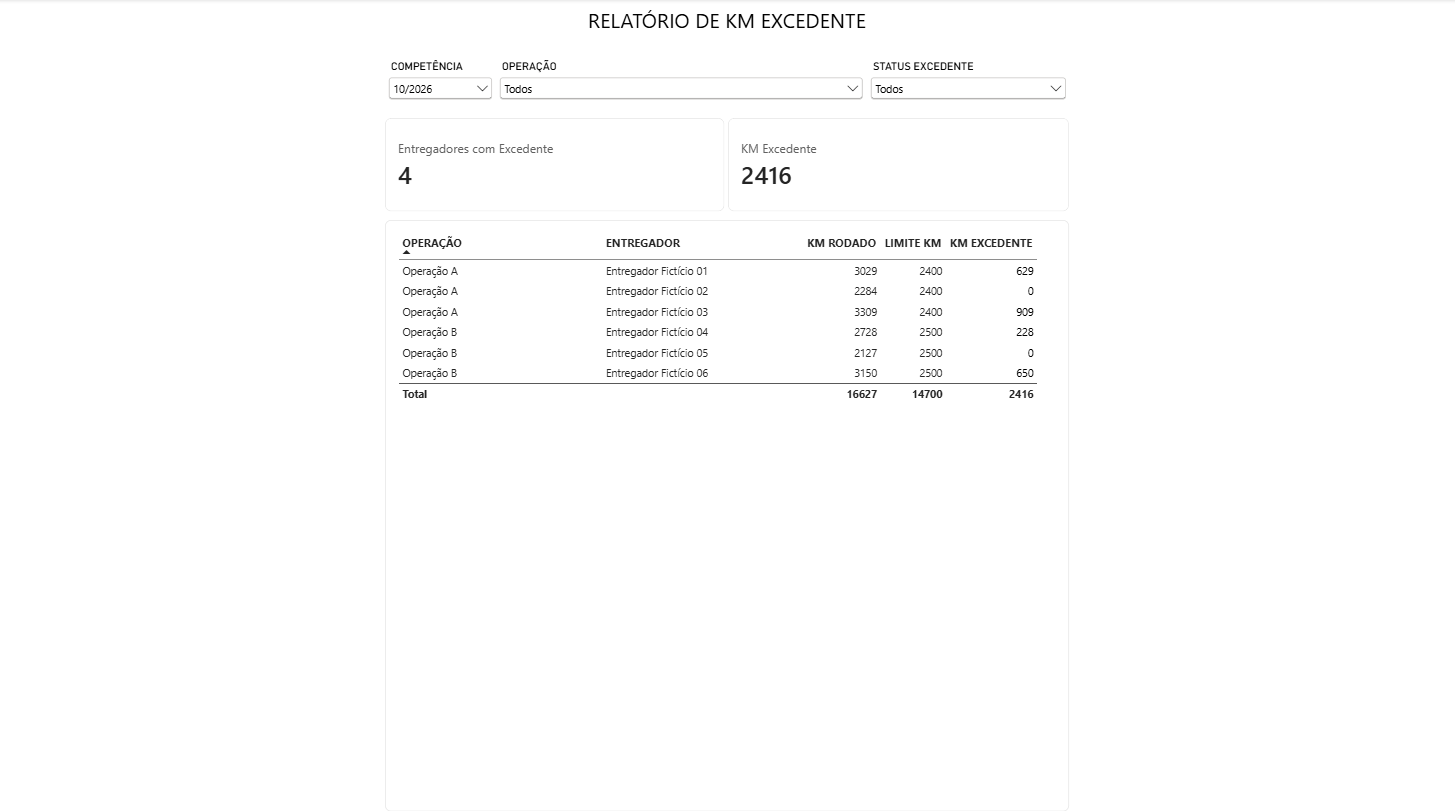 RELATÓRIO DE KM EXCEDENTE
COMPETÊNCIA OPERAÇÃO STATUS EXCEDENTE
10/2026 Todos Todos
Entregadores com Excedente KM Excedente
4 2416
OPERAÇÃO ENTREGADOR KM RODADO LIMITE KM KM EXCEDENTE
Operação A Entregador Fictício 01 3029 2400 629
Operação A Entregador Fictício 02 2284 2400 0
Operação A Entregador Fictício 03 3309 2400 909
Operação B Entregador Fictício 04 2728 2500 228
Operação B Entregador Fictício 05 2127 2500 0
Operação B Entregador Fictício 06 3150 2500 650
Total 16627 14700 2416